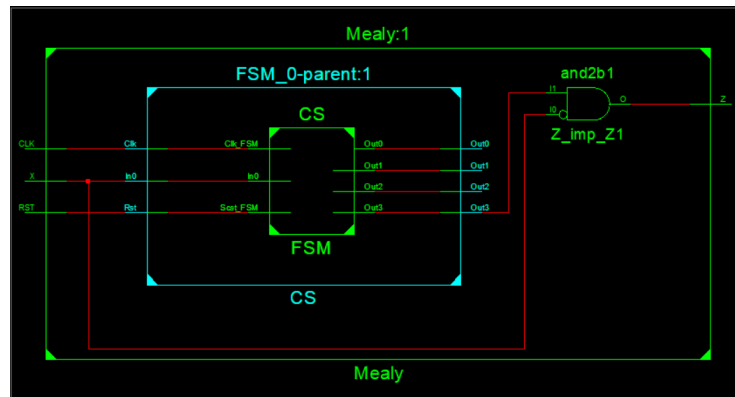 Mealy:1
FSM_0-parent:1
and2b1
I1
O
Z
I0
Z_imp_Z1
CS
CLK
Clk
Clk_FSM
Out0
Out0
Out1
Out1
X
In0
In0
Out2
Out2
RST
Rst
Out3
Out3
FSM
CS
Mealy